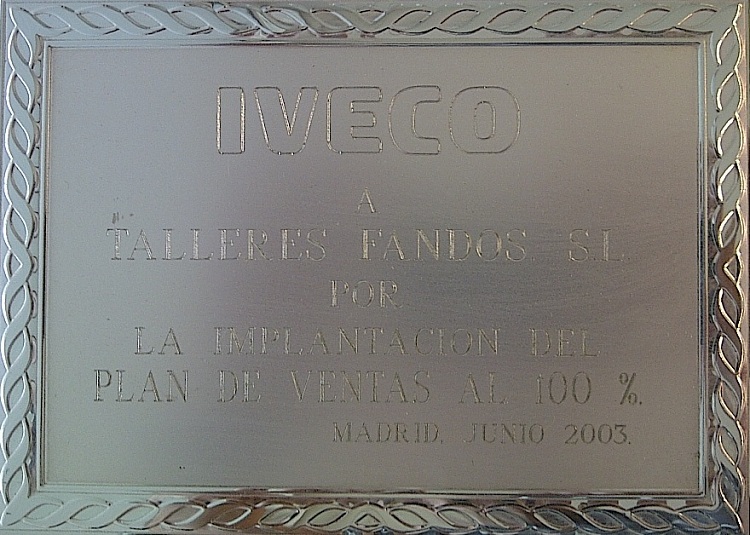 IVECO
A
TALLERES FANDOS. S.L.
POR
LA IMPLANTACION DEL
PLAN DE VENTAS AL 100 %.
MADRID. JUNIO 2003.